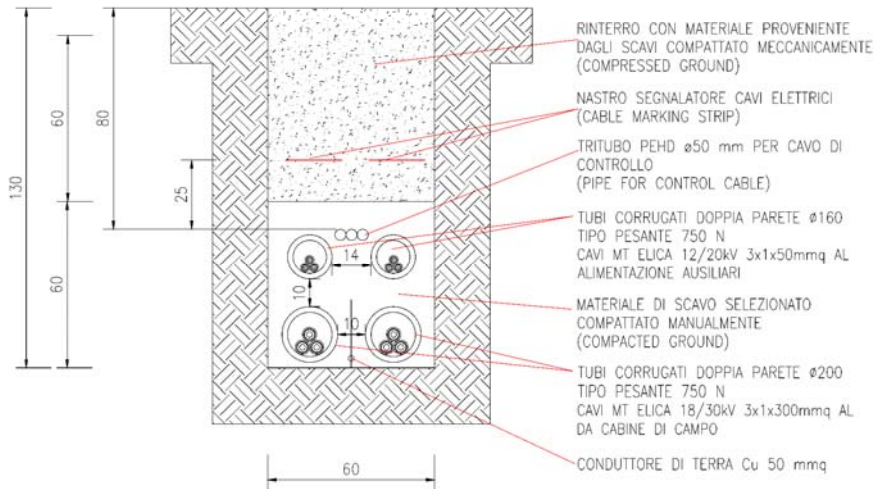 RINTERRO CON MATERIALE PROVENIENTE
DAGLI SCAVI COMPATTATO MECCANICAMENTE
(COMPRESSED GROUND)
NASTRO SEGNALATORE CAVI ELETTRICI
(CABLE MARKING STRIP)
TRITUBO PEHD ø50 mm PER CAVO DI
CONTROLLO
(PIPE FOR CONTROL CABLE)
TUBI CORRUGATI DOPPIA PARETE ø160
TIPO PESANTE 750 N
CAVI MT ELICA 12/20kV 3x1x50mmq AL
ALIMENTAZIONE AUSILIARI
MATERIALE DI SCAVO SELEZIONATO
COMPATTATO MANUALMENTE
(COMPACTED GROUND)
TUBI CORRUGATI DOPPIA PARETE ø200
TIPO PESANTE 750 N
CAVI MT ELICA 18/30kV 3x1x300mmq AL
DA CABINE DI CAMPO
CONDUTTORE DI TERRA Cu 50 mmq
130
60
60
80
25
14
10
10
60